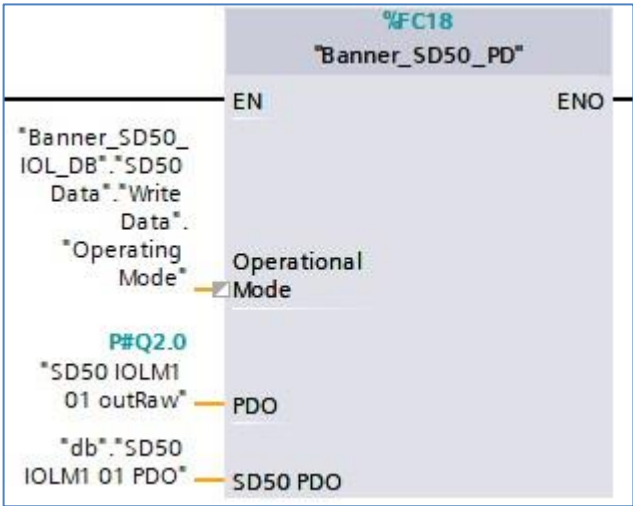 %FC18
"Banner_SD50_PD"
EN
ENO
"Banner_SD50_
IOL_DB"."SD50
Data"."Write
Data".
"Operating
Mode"
Operational
Mode
P#Q2.0
"SD50 IOLM1
01 outRaw"
PDO
"db"."SD50
IOLM1 01 PDO"
SD50 PDO